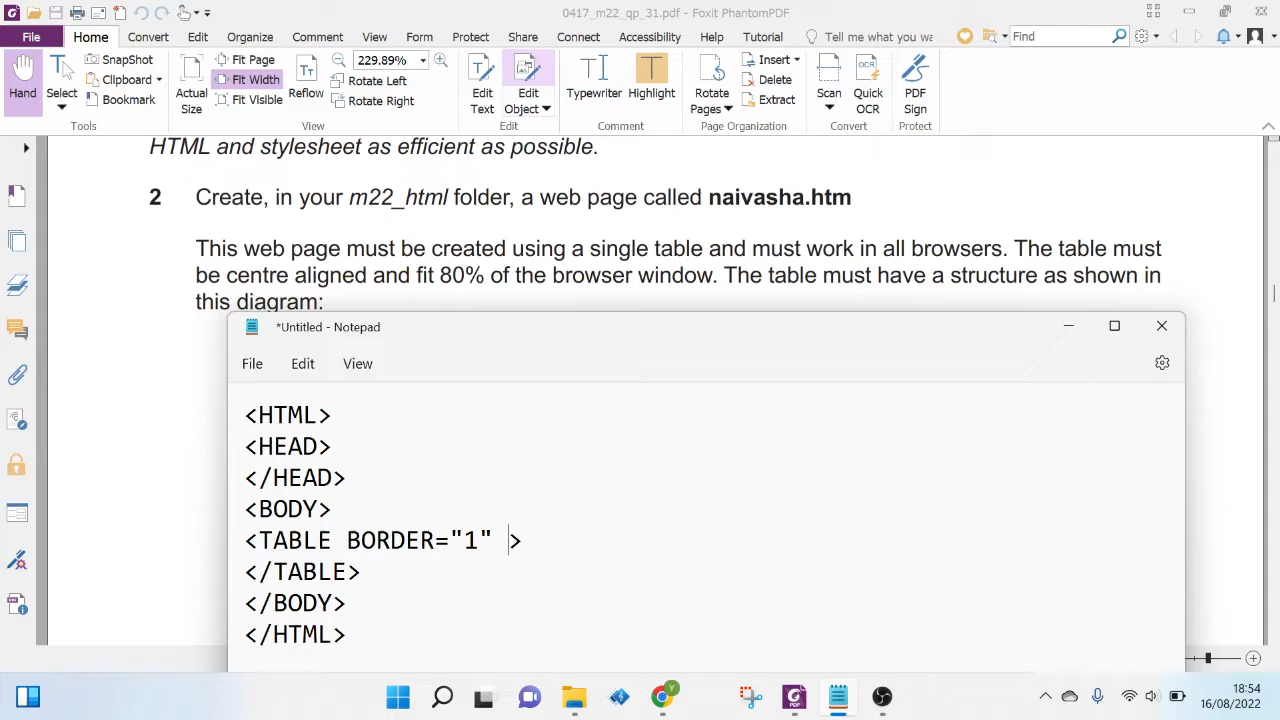 0417_m22_qp_31.pdf - Foxit PhantomPDF
File Home Convert Edit Organize Comment View Form Protect Share Connect Accessibility Help Tutorial Tell me what you wa Find
Hand
Select
SnapShot
Clipboard
Bookmark
Tools
Actual Size
Fit Page
Fit Width
Fit Visible
Reflow
229.89%
Rotate Left
Rotate Right
View
Edit Text
Edit Object
Edit
Typewriter
Highlight
Comment
Rotate Pages
Insert
Delete
Extract
Page Organization
Scan
Quick OCR
Convert
PDF Sign
Protect
HTML and stylesheet as efficient as possible.
2 Create, in your m22_html folder, a web page called naivasha.htm
This web page must be created using a single table and must work in all browsers. The table must
be centre aligned and fit 80% of the browser window. The table must have a structure as shown in
this diagram:
*Untitled - Notepad
File Edit View
<HTML>
<HEAD>
</HEAD>
<BODY>
<TABLE BORDER="1" >
</TABLE>
</BODY>
</HTML>
18:54
16/08/2022